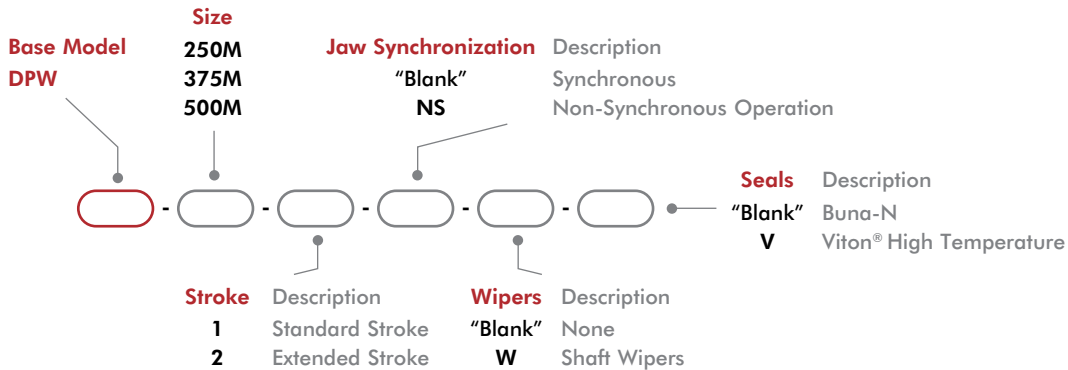 Size
Base Model 250M Jaw Synchronization Description
DPW 375M "Blank" Synchronous
500M NS Non-Synchronous Operation
- - - - -
Seals Description
"Blank" Buna-N
V Viton® High Temperature
Stroke Description Wipers Description
1 Standard Stroke "Blank" None
2 Extended Stroke W Shaft Wipers